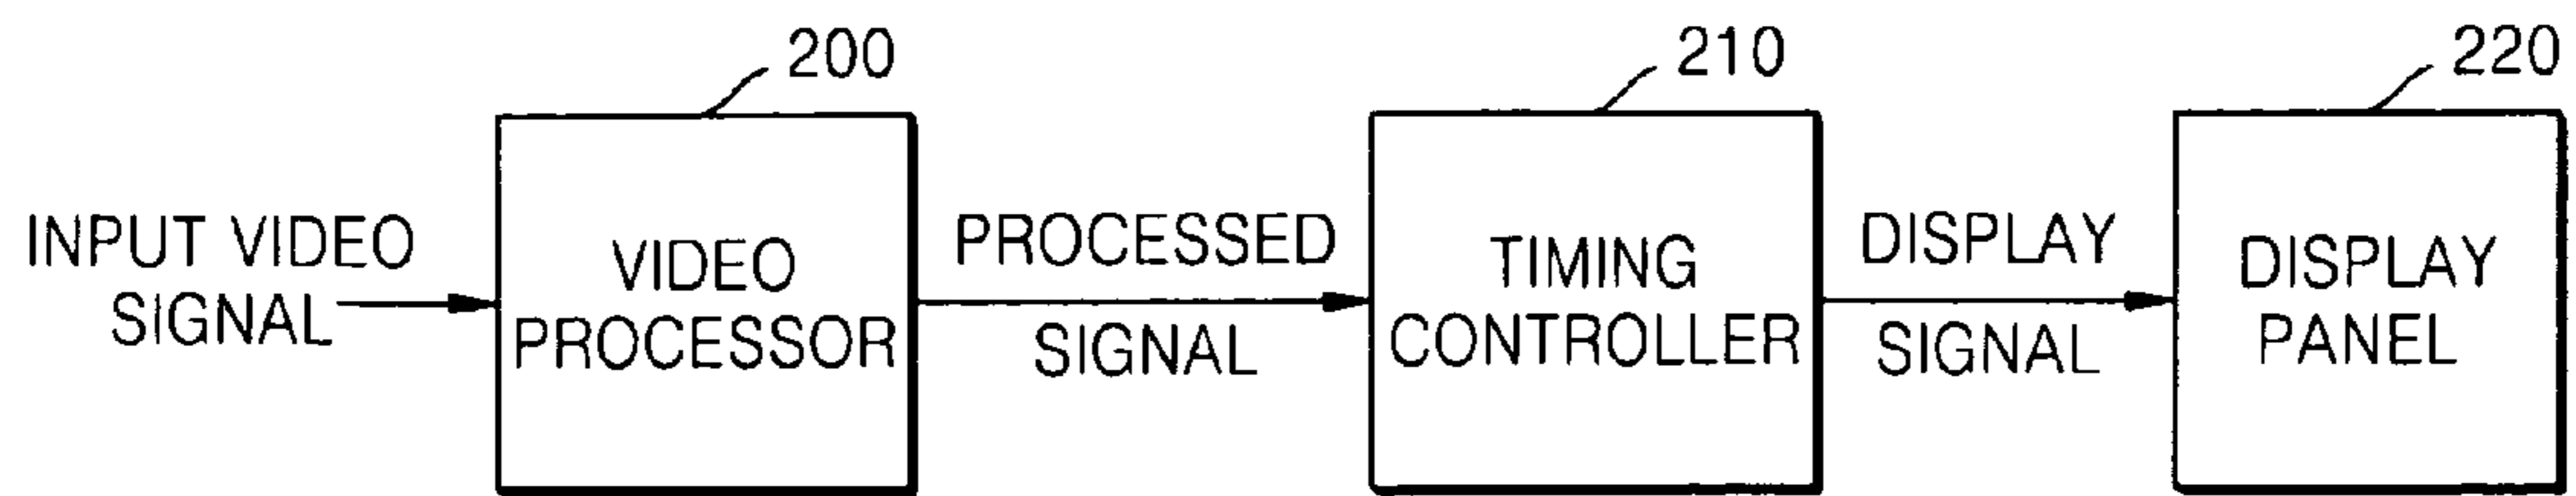 200
210
220
INPUT VIDEO
SIGNAL
VIDEO
PROCESSOR
PROCESSED
SIGNAL
TIMING
CONTROLLER
DISPLAY
SIGNAL
DISPLAY
PANEL